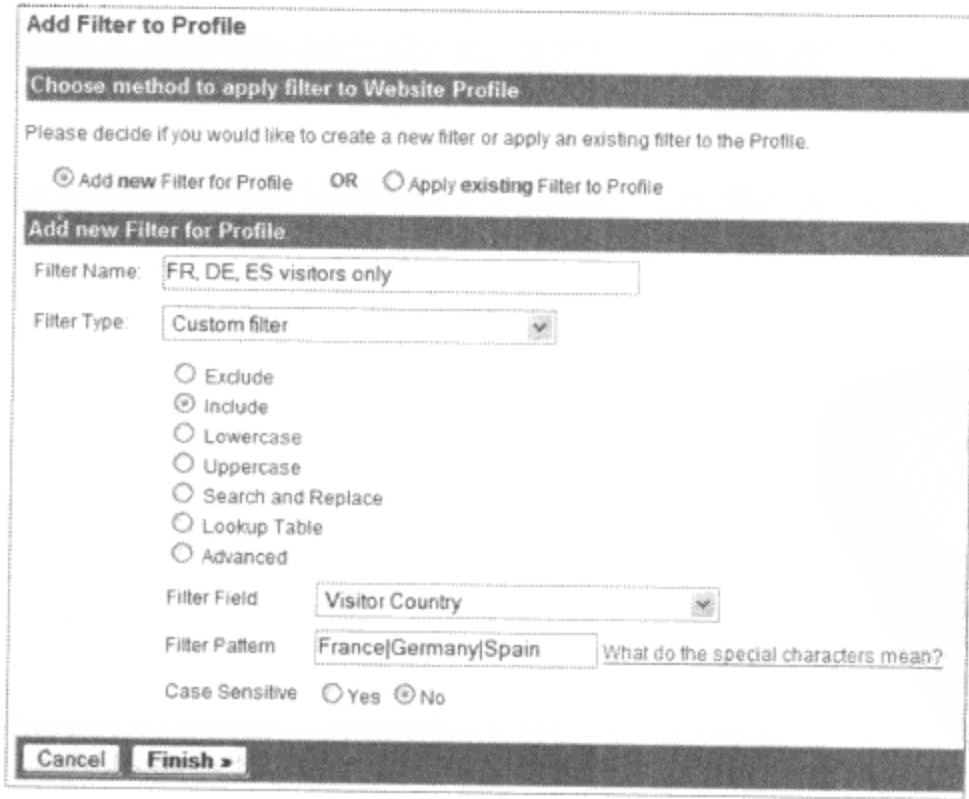 Add Filter to Profile
Choose method to apply filter to Website Profile
Please decide if you would like to create a new filter or apply an existing filter to the Profile.
Add new Filter for Profile OR Apply existing Filter to Profile
Add new Filter for Profile
Filter Name: FR, DE, ES visitors only
Filter Type: Custom filter
Exclude
Include
Lowercase
Uppercase
Search and Replace
Lookup Table
Advanced
Filter Field Visitor Country
Filter Pattern France|Germany|Spain What do the special characters mean?
Case Sensitive Yes No
Cancel Finish »